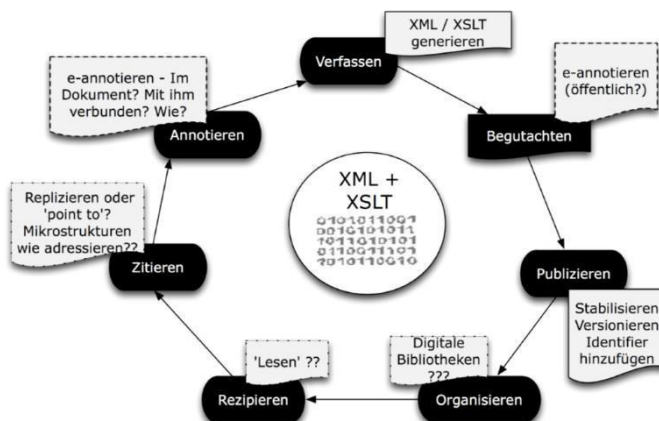 XML / XSLT
generieren
Verfassen
e-annotieren
(öffentlich?)
Begutachten
Publizieren
Stabilisieren
Versionieren
Identifier
hinzufügen
Digitale
Bibliotheken
???
Organisieren
'Lesen' ??
Rezipieren
Replizieren oder
'point to'?
Mikrostrukturen
wie adressieren??
Zitieren
e-annotieren - Im
Dokument? Mit ihm
verbunden? Wie?
Annotieren
XML +
XSLT